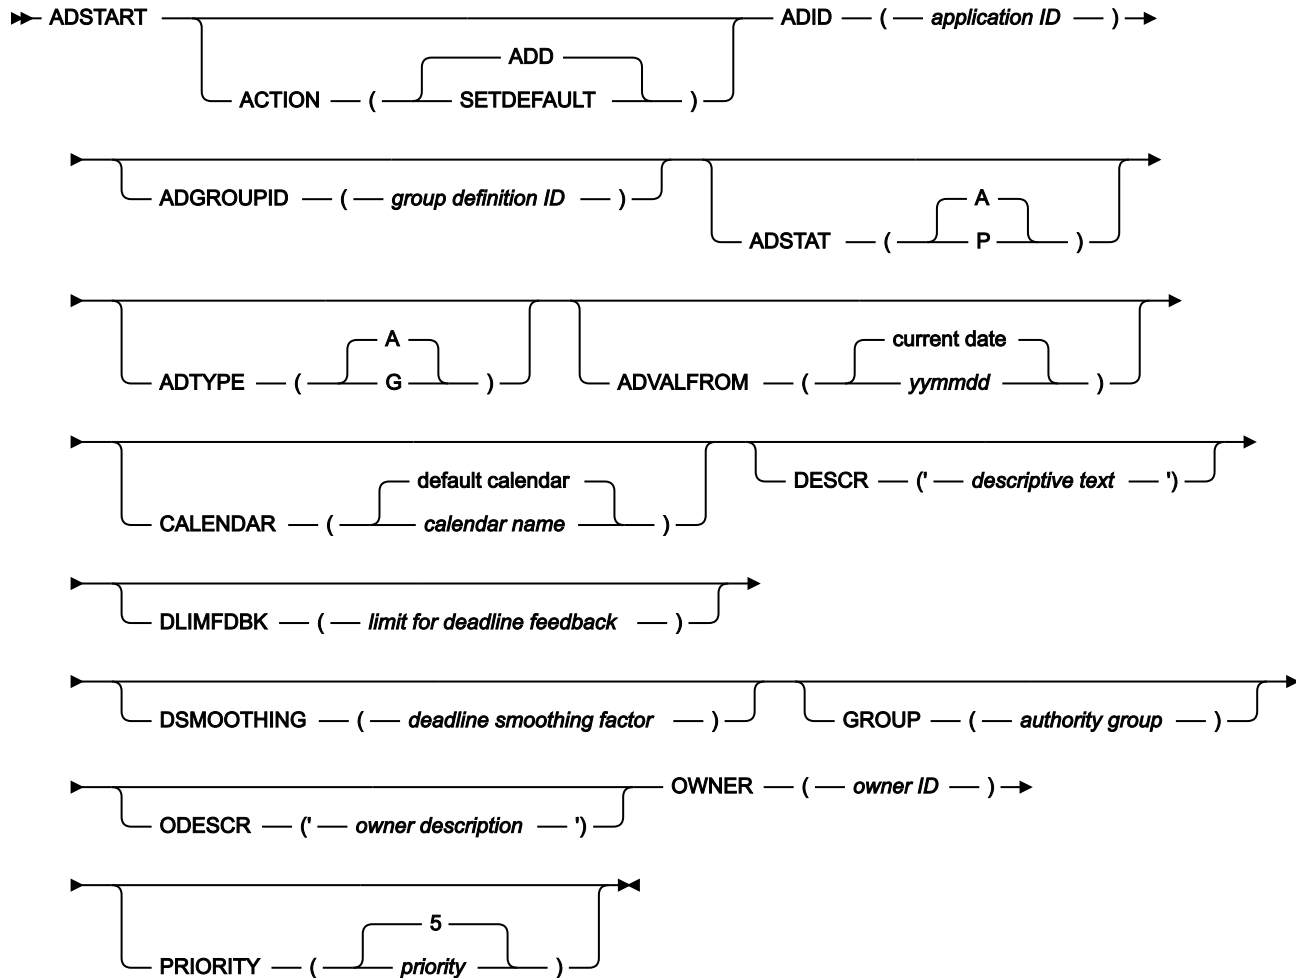 ADSTART ADID ( application ID )
ADD
ACTION ( SETDEFAULT )
ADGROUPID ( group definition ID )
A
ADSTAT ( P )
A
ADTYPE ( G )
current date
ADVALFROM ( yymmdd )
default calendar
CALENDAR ( calendar name )
DESCR (' descriptive text ')
DLIMFDBK ( limit for deadline feedback )
DSMOOTHING ( deadline smoothing factor )
GROUP ( authority group )
ODESCR (' owner description ')
OWNER ( owner ID )
5
PRIORITY ( priority )